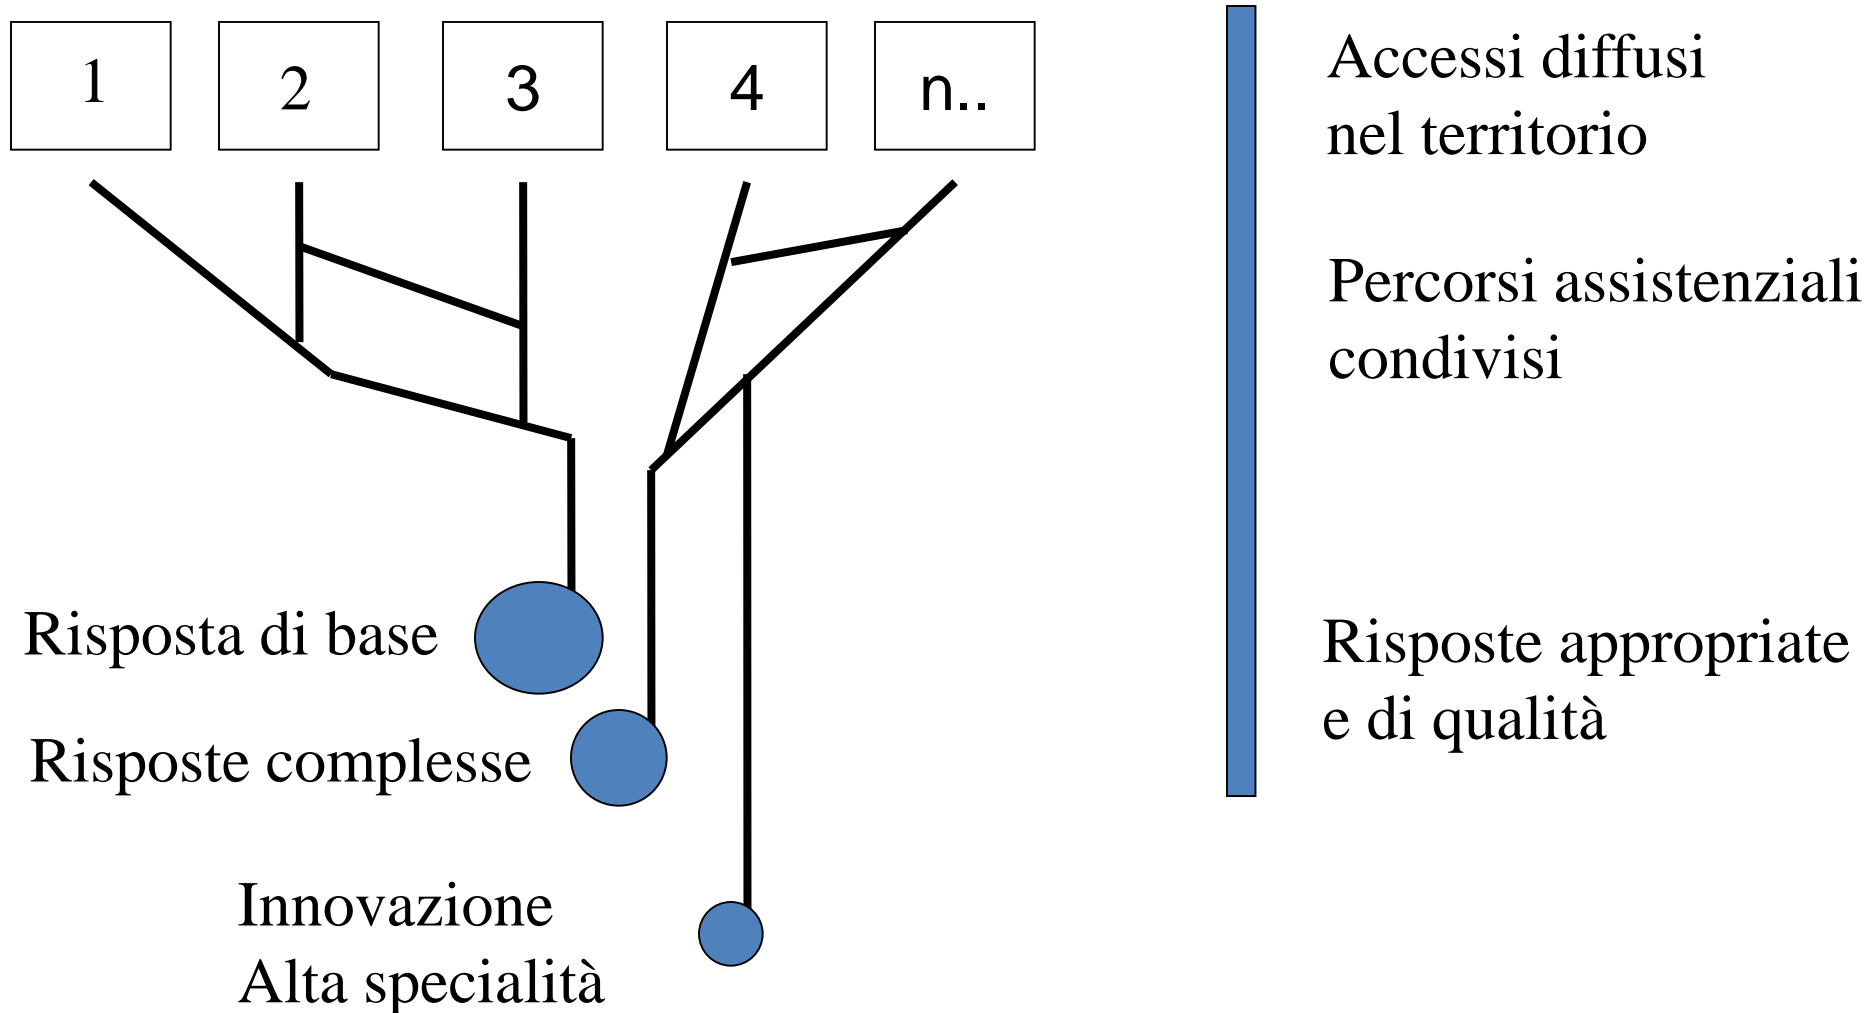 1
2
3
4
n..
Accessi diffusi
nel territorio
Percorsi assistenziali
condivisi
Risposta di base
Risposte complesse
Innovazione
Alta specialità
Risposte appropriate
e di qualità